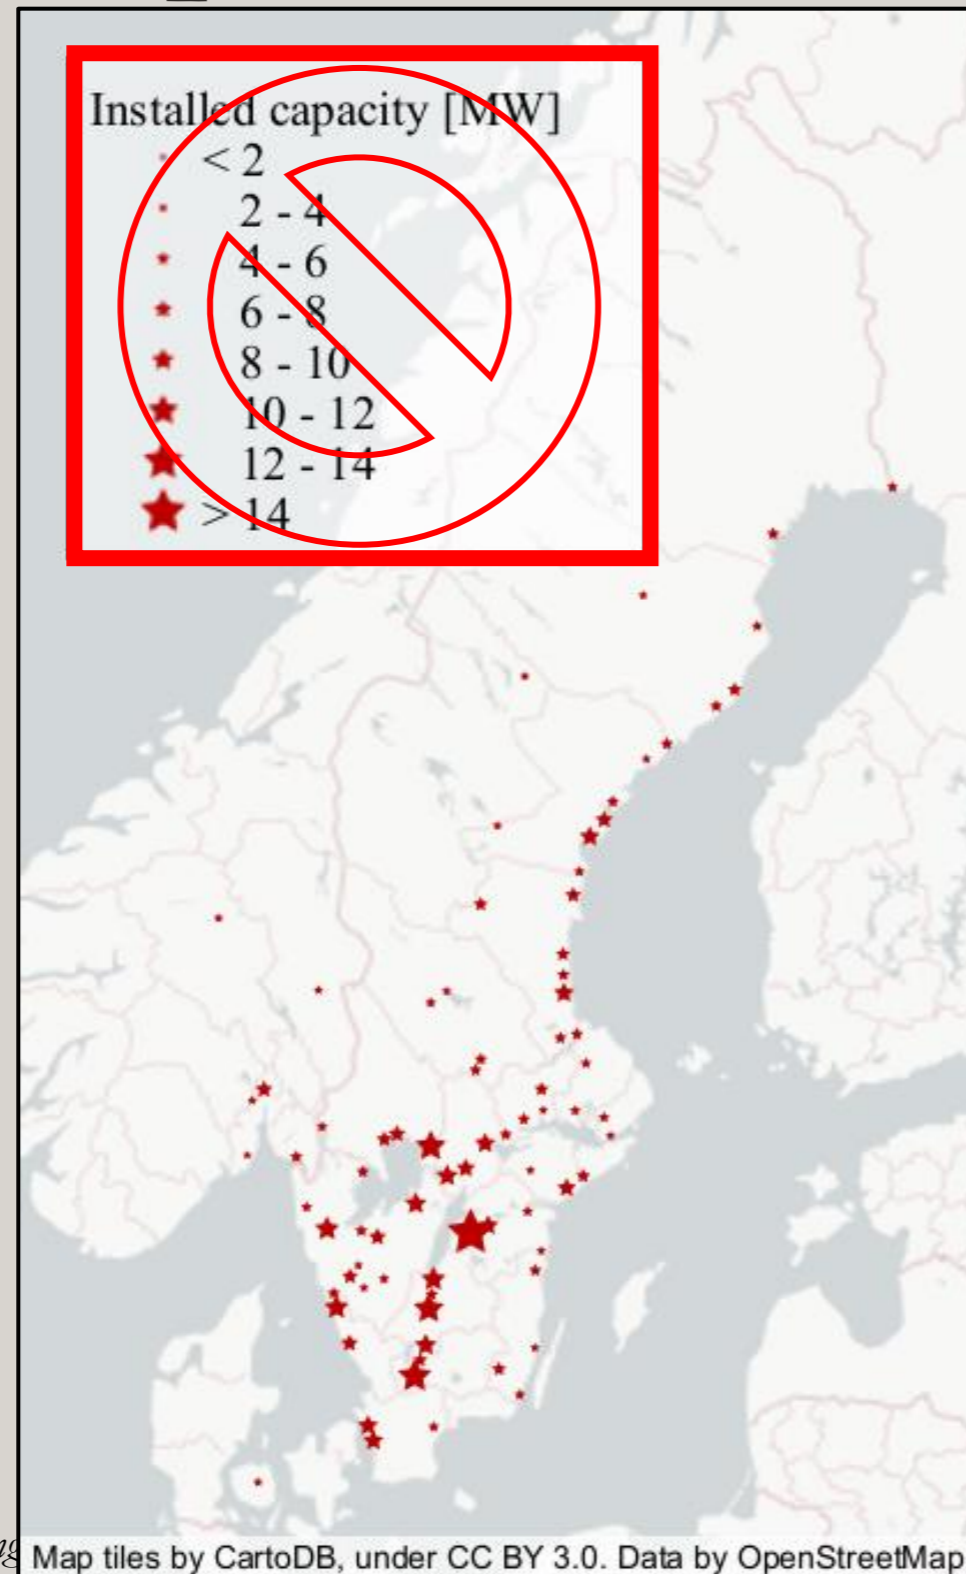 Installed capacity [MW]
< 2
2 - 4
4 - 6
6 - 8
8 - 10
10 - 12
12 - 14
> 14
Map tiles by CartoDB, under CC BY 3.0. Data by OpenStreetMap